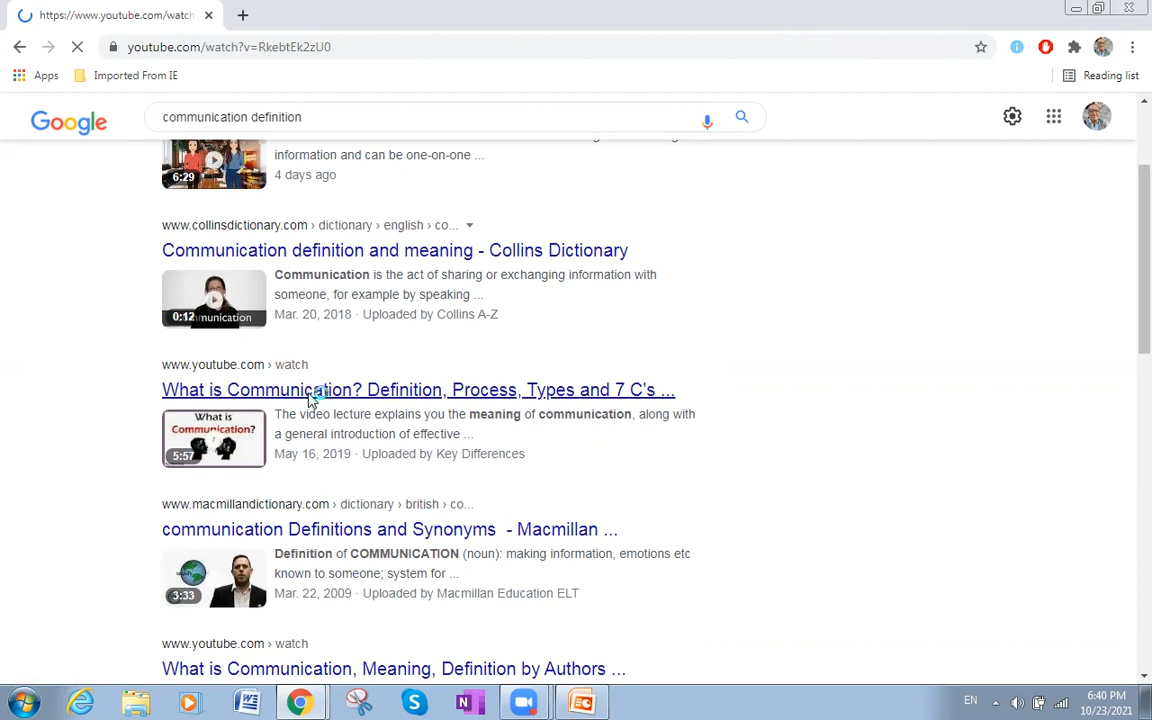 https://www.youtube.com/watch
youtube.com/watch?v=RkebtEk2zU0
Apps Imported From IE Reading list
Google communication definition
information and can be one-on-one ...
6:29
4 days ago
www.collinsdictionary.com › dictionary › english › co...
Communication definition and meaning - Collins Dictionary
Communication is the act of sharing or exchanging information with
someone, for example by speaking ...
0:12
Mar. 20, 2018 · Uploaded by Collins A-Z
www.youtube.com › watch
What is Communication? Definition, Process, Types and 7 C's ...
What is
Communication?
5:57
The video lecture explains you the meaning of communication, along with
a general introduction of effective ...
May 16, 2019 · Uploaded by Key Differences
www.macmillandictionary.com › dictionary › british › co...
communication Definitions and Synonyms - Macmillan ...
Definition of COMMUNICATION (noun): making information, emotions etc
known to someone; system for ...
3:33
Mar. 22, 2009 · Uploaded by Macmillan Education ELT
www.youtube.com › watch
What is Communication, Meaning, Definition by Authors ...
EN
6:40 PM
10/23/2021